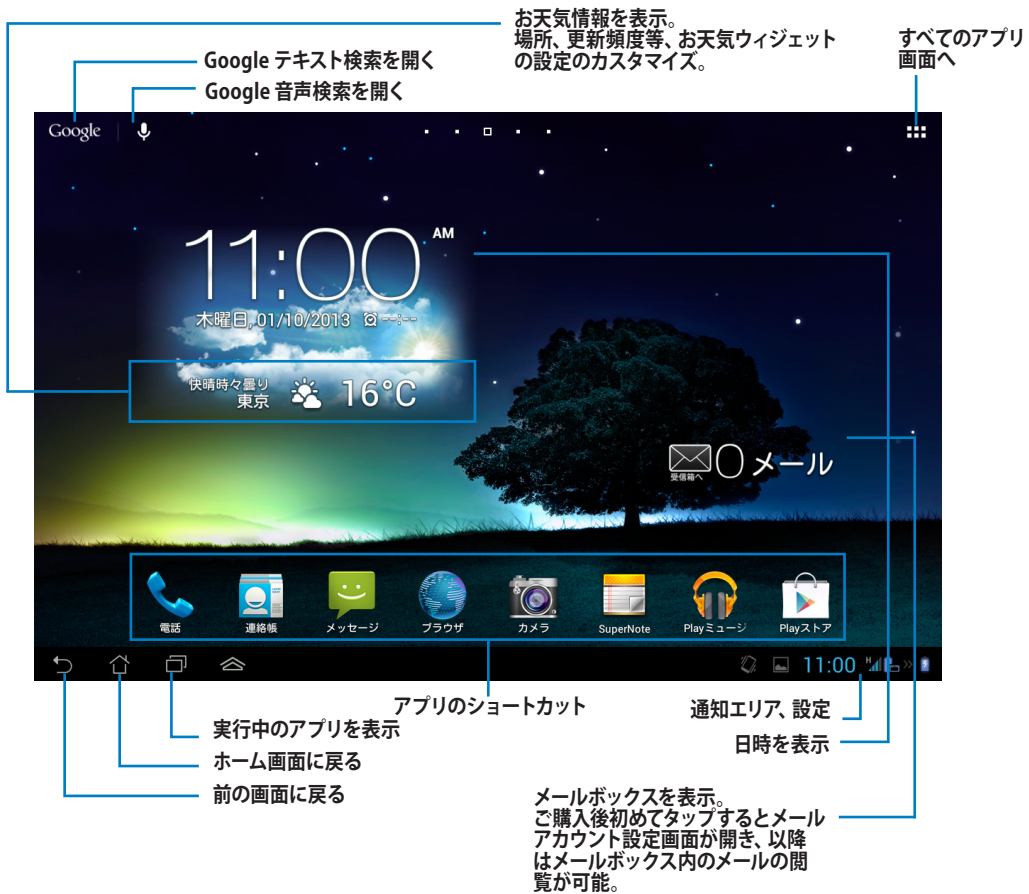 お天気情報を表示。
場所、更新頻度等、お天気ウィジェット
の設定のカスタマイズ。
すべてのアプリ
画面へ
Google テキスト検索を開く
Google 音声検索を開く
Google
11:00 AM
木曜日, 01/10/2013 --:--
快晴時々曇り
東京
16°C
0 メール
受信箱へ
電話
連絡帳
メッセージ
ブラウザ
カメラ
SuperNote
Playミュージ
Playストア
11:00 H
アプリのショートカット
通知エリア、設定
実行中のアプリを表示
日時を表示
ホーム画面に戻る
前の画面に戻る
メールボックスを表示。
ご購入後初めてタップするとメール
アカウント設定画面が開き、以降
はメールボックス内のメールの閲
覧が可能。